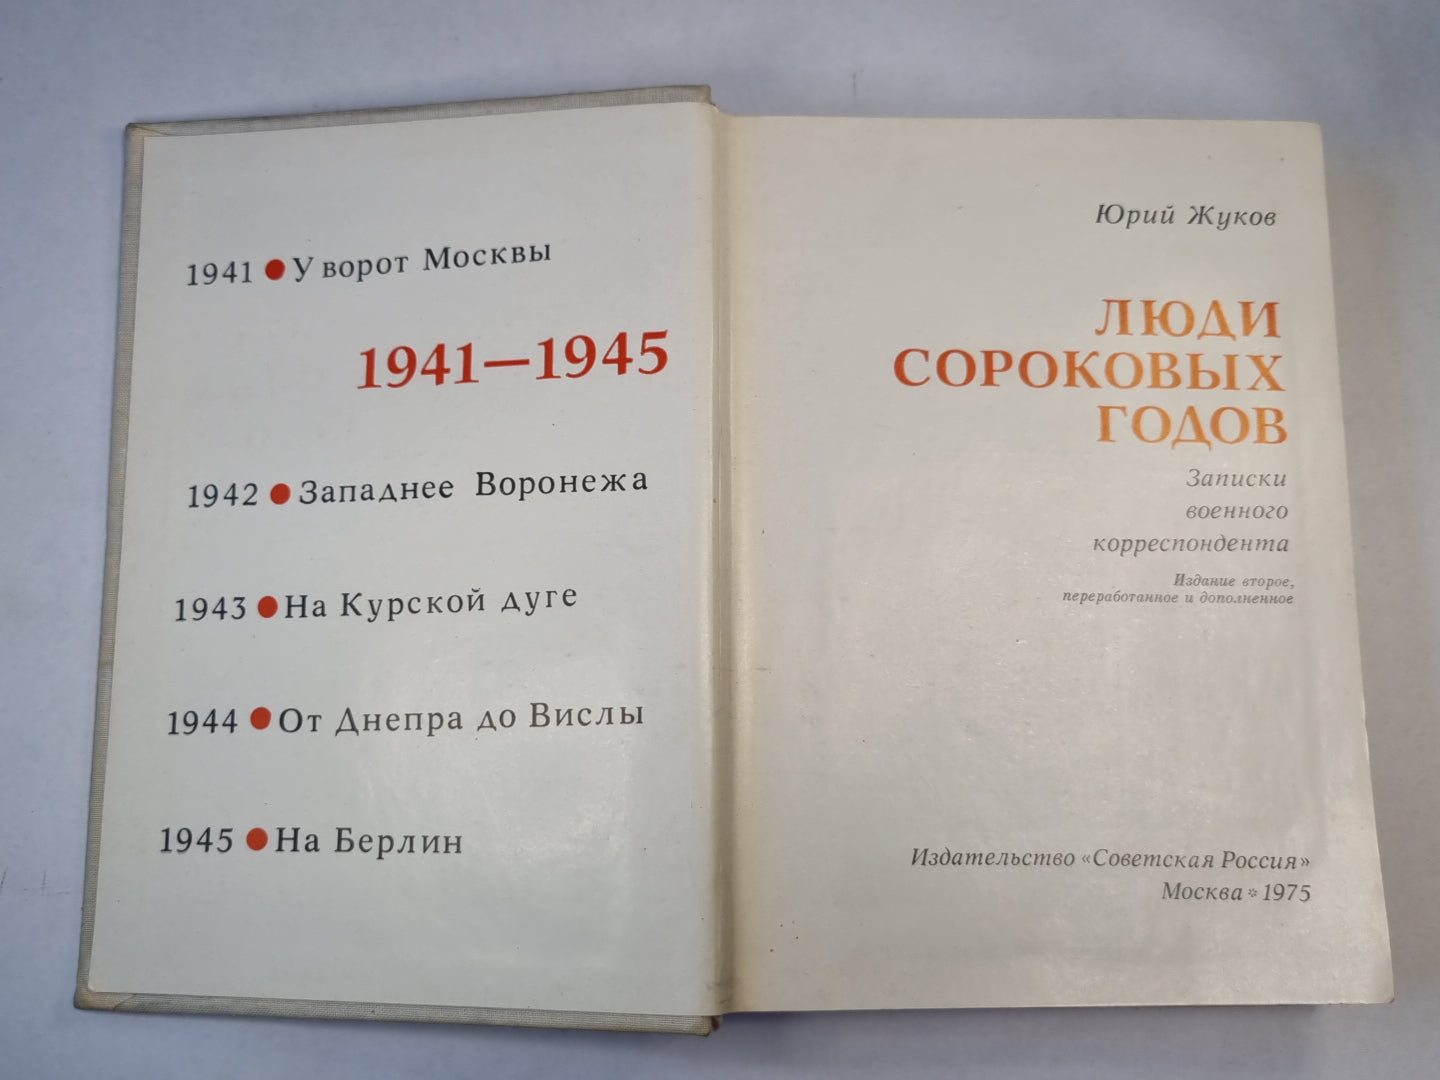 1941 ● У ворот Москвы
1941—1945
1942 ● Западнее Воронежа
1943 ● На Курской дуге
1944 ● От Днепра до Вислы
1945 ● На Берлин
Юрий Жуков
ЛЮДИ
СОРОКОВЫХ
ГОДОВ
Записки
военного
корреспондента
Издание второе,
переработанное и дополненное
Издательство «Советская Россия»
Москва * 1975